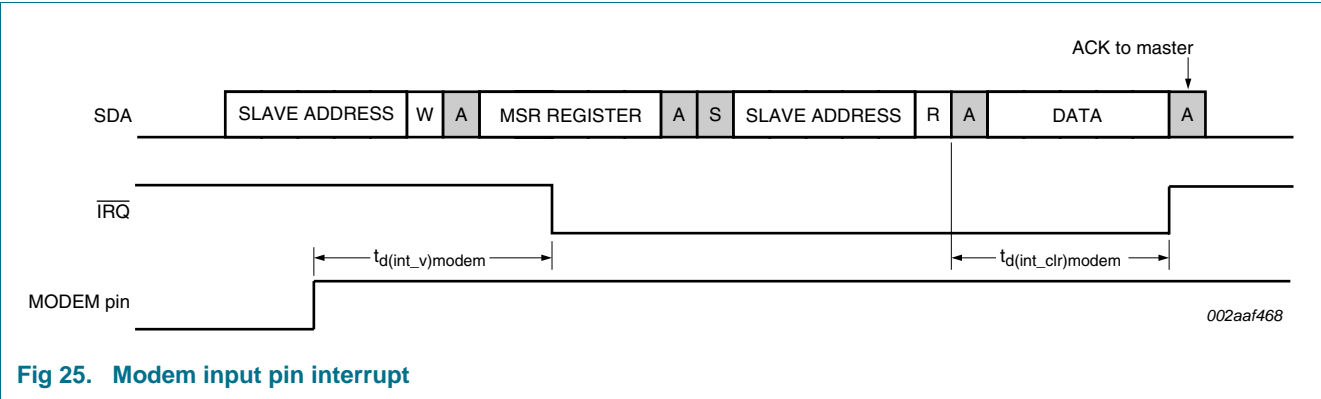 ACK to master
SDA SLAVE ADDRESS W A MSR REGISTER A S SLAVE ADDRESS R A DATA A
IRQ
td(int_v)modem td(int_clr)modem
MODEM pin
002aaf468
Fig 25. Modem input pin interrupt